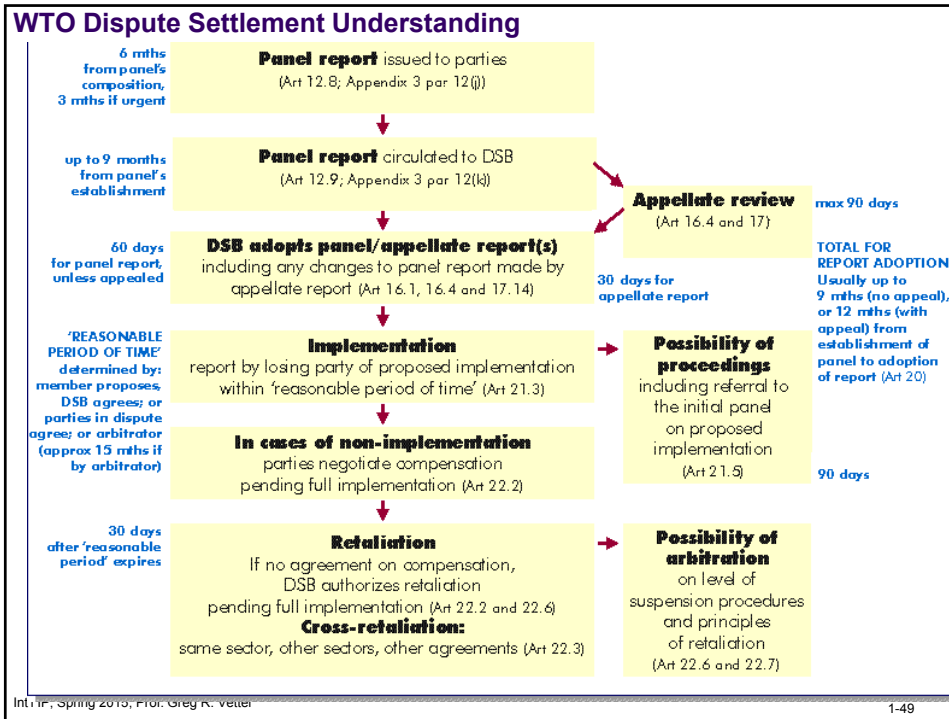 WTO Dispute Settlement Understanding
6 mths
from panel's
composition,
3 mths if urgent
Panel report issued to parties
(Art 12.8; Appendix 3 par 12(j))
up to 9 months
from panel's
establishment
Panel report circulated to DSB
(Art 12.9; Appendix 3 par 12(k))
Appellate review
(Art 16.4 and 17)
max 90 days
60 days
for panel report,
unless appealed
DSB adopts panel/appellate report(s)
including any changes to panel report made by
appellate report (Art 16.1, 16.4 and 17.14)
30 days for
appellate report
TOTAL FOR
REPORT ADOPTION
Usually up to
9 mths (no appeal),
or 12 mths (with
appeal) from
establishment of
panel to adoption
of report (Art 20)
'REASONABLE
PERIOD OF TIME'
determined by:
member proposes,
DSB agrees; or
parties in dispute
agree; or arbitrator
(approx 15 mths if
by arbitrator)
Implementation
report by losing party of proposed implementation
within 'reasonable period of time' (Art 21.3)
Possibility of
proceedings
including referral to
the initial panel
on proposed
implementation
(Art 21.5)
90 days
In cases of non-implementation
parties negotiate compensation
pending full implementation (Art 22.2)
30 days
after 'reasonable
period' expires
Retaliation
If no agreement on compensation,
DSB authorizes retaliation
pending full implementation (Art 22.2 and 22.6)
Cross-retaliation:
same sector, other sectors, other agreements (Art 22.3)
Possibility of
arbitration
on level of
suspension procedures
and principles
of retaliation
(Art 22.6 and 22.7)
Int'l IP, Spring 2015, Prof. Greg R. Vetter
1-49